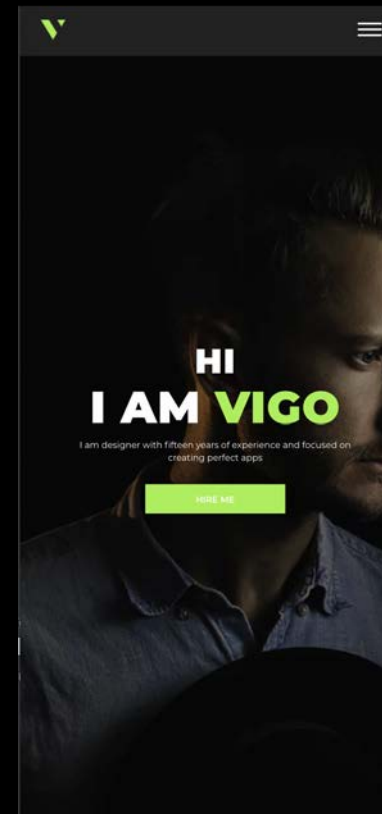 HI
I AM VIGO
I am designer with fifteen years of experience and focused on
creating perfect apps
HIRE ME